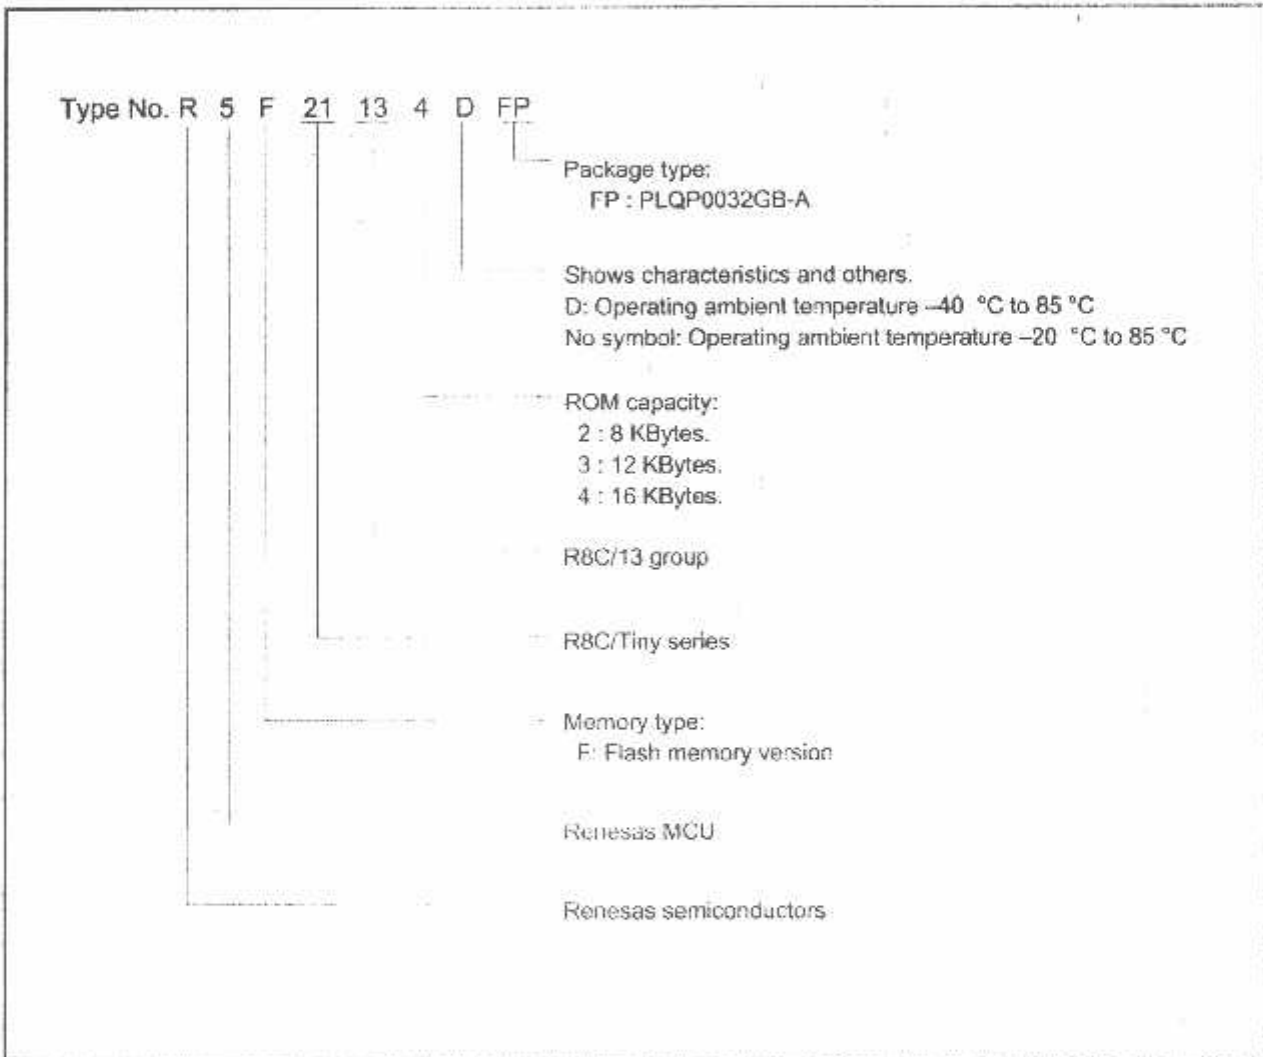 Type No. R 5 F 21 13 4 D FP
Package type:
FP : PLQP0032GB-A
Shows characteristics and others.
D: Operating ambient temperature –40 °C to 85 °C
No symbol: Operating ambient temperature –20 °C to 85 °C
ROM capacity:
2 : 8 KBytes.
3 : 12 KBytes.
4 : 16 KBytes.
R8C/13 group
R8C/Tiny series
Memory type:
F: Flash memory version
Renesas MCU
Renesas semiconductors